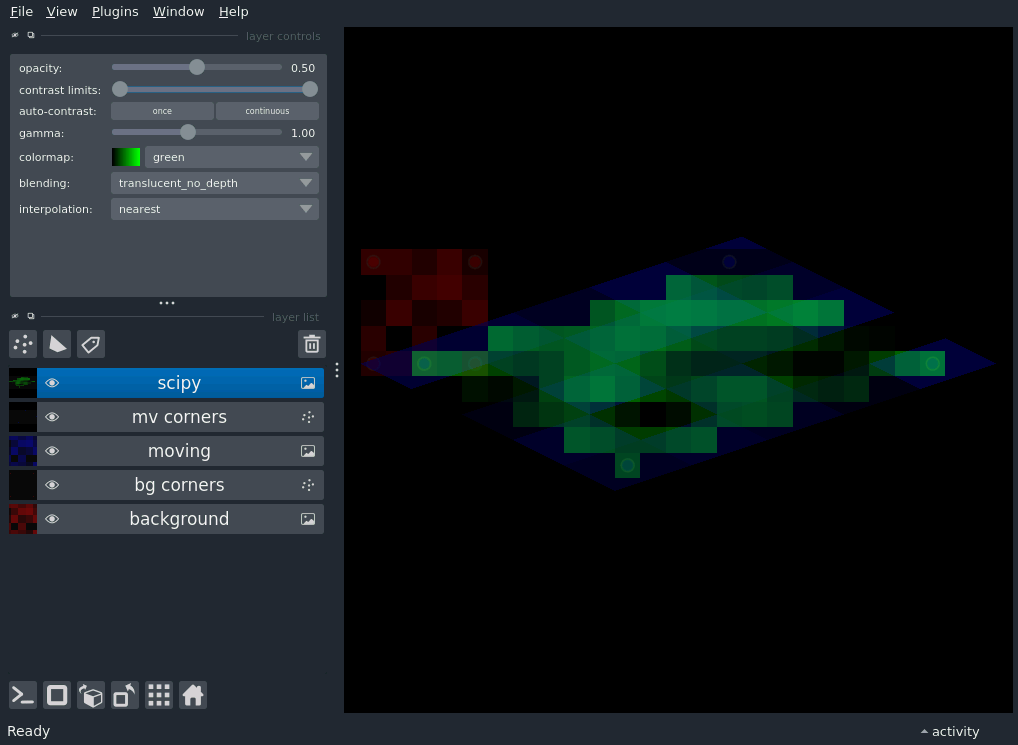 File View Plugins Window Help
layer controls
opacity: 0.50
contrast limits:
auto-contrast: once continuous
gamma: 1.00
colormap: green
blending: translucent_no_depth
interpolation: nearest
layer list
scipy
mv corners
moving
bg corners
background
Ready activity